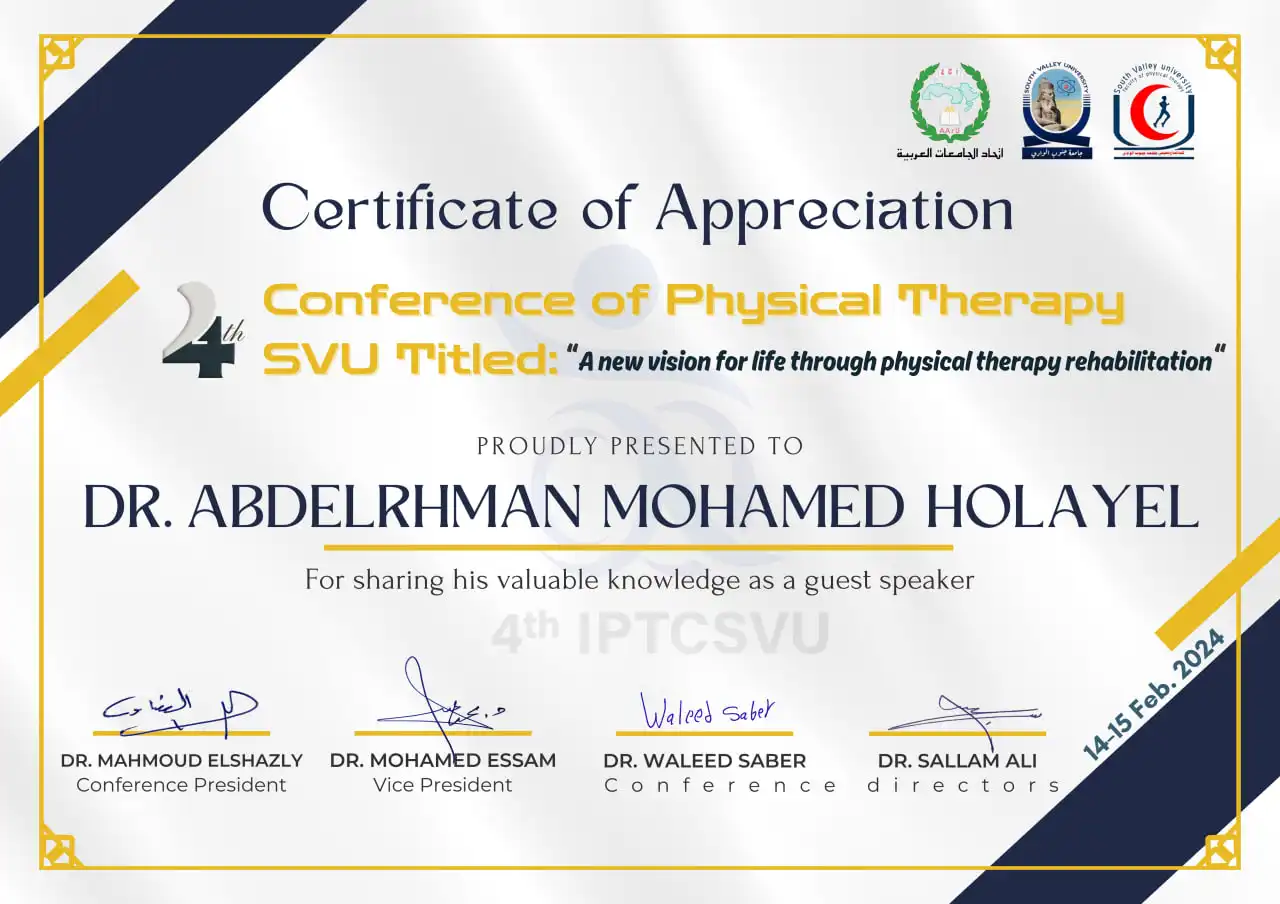 AARU
اتحاد الجامعات العربية
SOUTH VALLEY UNIVERSITY
جامعة جنوب الوادي
South Valley university
faculty of physical therapy
Certificate of Appreciation
4th
Conference of Physical Therapy
SVU Titled: “A new vision for life through physical therapy rehabilitation“
PROUDLY PRESENTED TO
DR. ABDELRHMAN MOHAMED HOLAYEL
For sharing his valuable knowledge as a guest speaker
4th IPTCSVU
14-15 Feb. 2024
Waleed Saber
DR. MAHMOUD ELSHAZLY
Conference President
DR. MOHAMED ESSAM
Vice President
DR. WALEED SABER
DR. SALLAM ALI
Conference directors